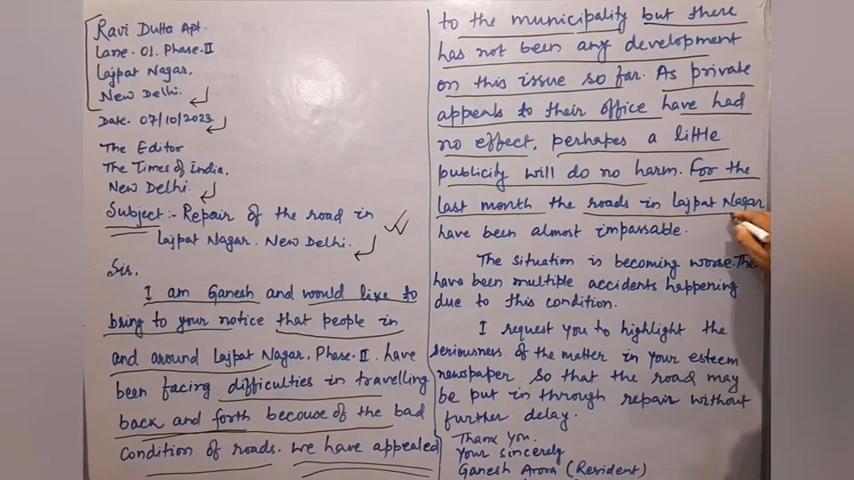 Ravi Dutta Apt.
Lane. 01. Phase-II
Lajpat Nagar.
New Delhi.
Date. 07/10/2023
The Editor
The Times of India.
New Delhi.
Subject:- Repair of the road in
Lajpat Nagar. New Delhi.
Sir.
I am Ganesh and would like to
bring to your notice that people in
and around Lajpat Nagar. Phase-II. have
been facing difficulties in travelling
back and forth because of the bad
condition of roads. we have appealed
to the municipality but there
has not been any development
on this issue so far. As private
appeals to their office have had
no effect, perhapes a little
publicity will do no harm. For the
last month the roads in Lajpat Nagar
have been almost impassable.
The situation is becoming worse. The
have been multiple accidents happening
due to this condition.
I request you to highlight the
seriousness of the matter in your esteem
newspaper so that the road may
be put in through repair without
further delay.
Thank you.
Your sincerely
Ganesh Arora (Resident)